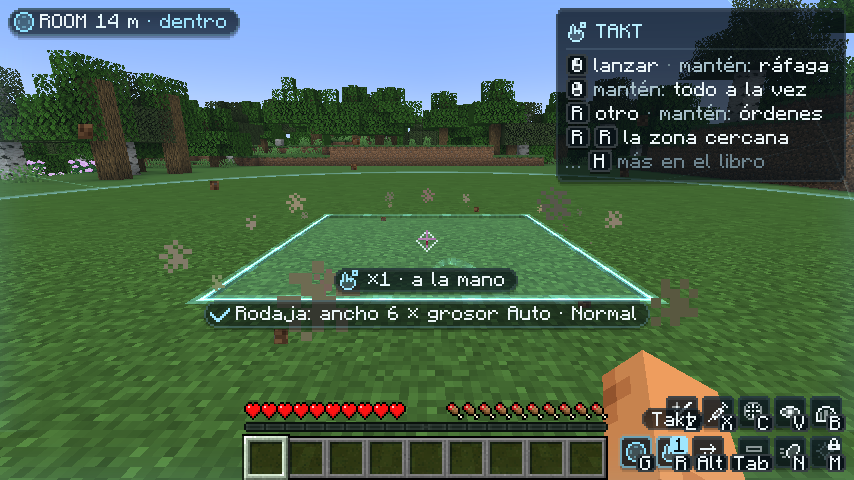 ROOM 14 m · dentro
TAKT
lanzar · mantén: ráfaga
mantén: todo a la vez
R otro · mantén: órdenes
R R la zona cercana
... H más en el libro
×1 · a la mano
Rodaja: ancho 6 × grosor Auto · Normal
Takt
Z X C V B
1
G R Alt Tab N M